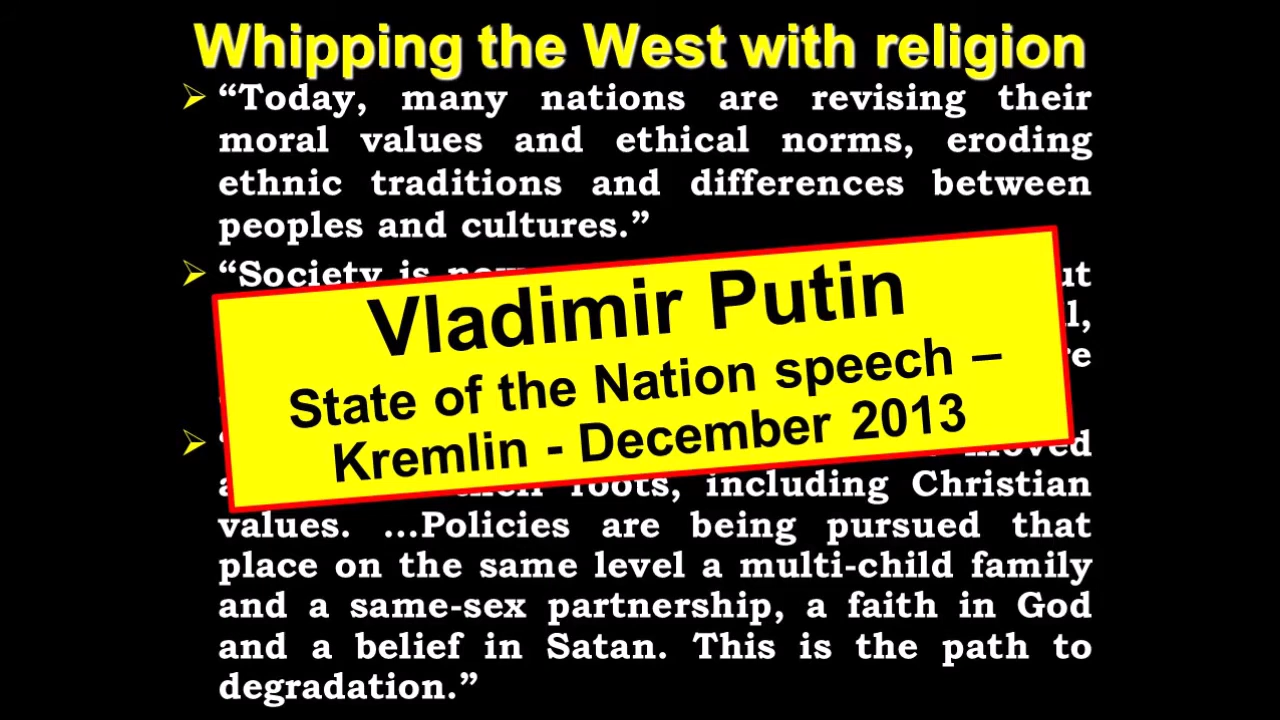 Whipping the West with religion
“Today, many nations are revising their
moral values and ethical norms, eroding
ethnic traditions and differences between
peoples and cultures.”
“Society is
Vladimir Putin
State of the Nation speech –
Kremlin - December 2013
moved
roots, including Christian
values. ...Policies are being pursued that
place on the same level a multi-child family
and a same-sex partnership, a faith in God
and a belief in Satan. This is the path to
degradation.”